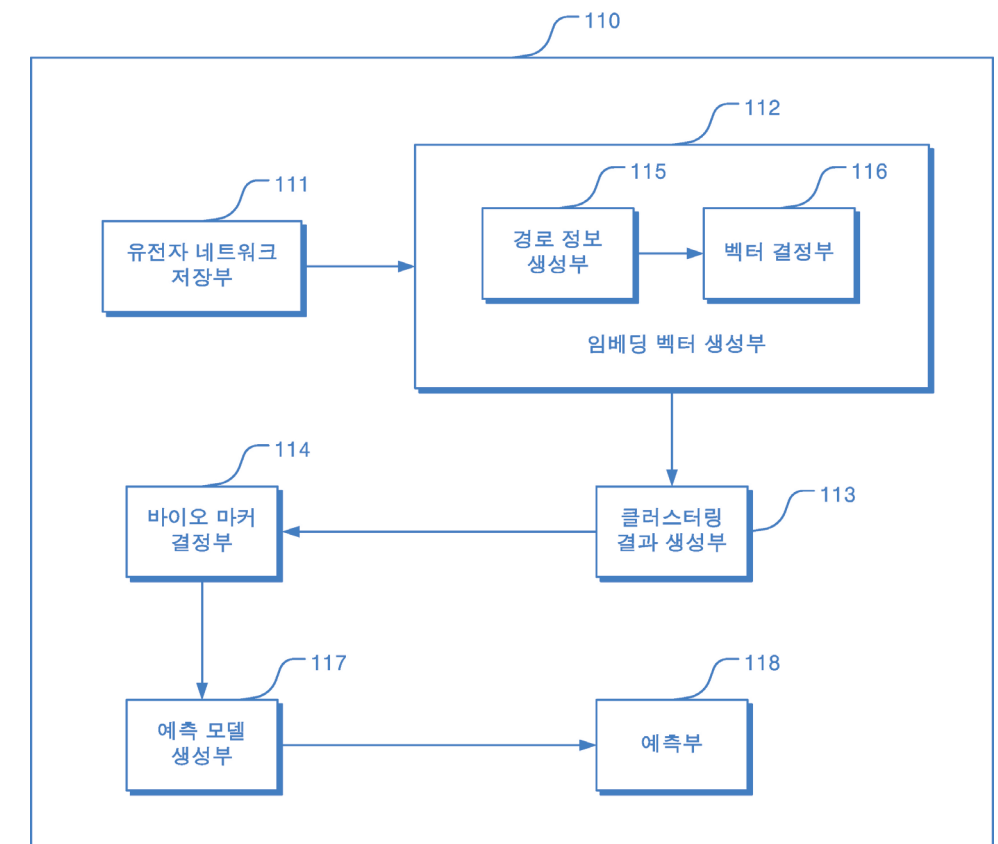 110
112
115
116
111
유전자 네트워크
저장부
경로 정보
생성부
벡터 결정부
임베딩 벡터 생성부
114
113
바이오 마커
결정부
클러스터링
결과 생성부
117
118
예측 모델
생성부
예측부